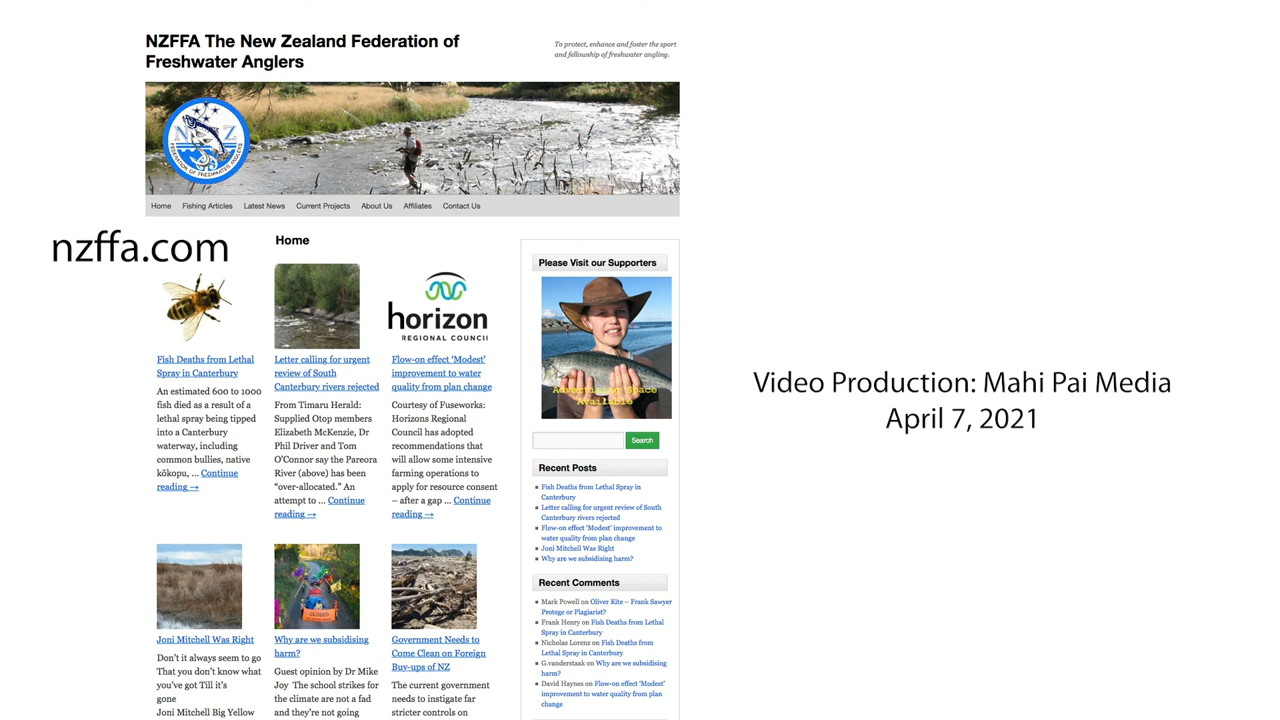 NZFFA The New Zealand Federation of
Freshwater Anglers
To protect, enhance and foster the sport
and fellowship of freshwater angling.
N Z
FEDERATION OF FRESHWATER ANGLERS
Home Fishing Articles Latest News Current Projects About Us Affiliates Contact Us
nzffa.com
Home
Fish Deaths from Lethal
Spray in Canterbury
An estimated 600 to 1000
fish died as a result of a
lethal spray being tipped
into a Canterbury
waterway, including
common bullies, native
kōkopu, ... Continue
reading →
Letter calling for urgent
review of South
Canterbury rivers rejected
From Timaru Herald:
Supplied Otop members
Elizabeth McKenzie, Dr
Phil Driver and Tom
O'Connor say the Pareora
River (above) has been
"over-allocated." An
attempt to ... Continue
reading →
horizon
REGIONAL COUNCIL
Flow-on effect 'Modest'
improvement to water
quality from plan change
Courtesy of Fuseworks:
Horizons Regional
Council has adopted
recommendations that
will allow some intensive
farming operations to
apply for resource consent
– after a gap ... Continue
reading →
Joni Mitchell Was Right
Don't it always seem to go
That you don't know what
you've got Till it's
gone
Joni Mitchell Big Yellow
CLOSED
Why are we subsidising
harm?
Guest opinion by Dr Mike
Joy The school strikes for
the climate are not a fad
and they're not going
Government Needs to
Come Clean on Foreign
Buy-ups of NZ
The current government
needs to instigate far
stricter controls on
Please Visit our Supporters
Advertising Space
Available
Search
Recent Posts
Fish Deaths from Lethal Spray in
Canterbury
Letter calling for urgent review of South
Canterbury rivers rejected
Flow-on effect 'Modest' improvement to
water quality from plan change
Joni Mitchell Was Right
Why are we subsidising harm?
Recent Comments
Mark Powell on Oliver Kite – Frank Sawyer
Protege or Plagiarist?
Frank Henry on Fish Deaths from Lethal
Spray in Canterbury
Nicholas Lorenz on Fish Deaths from
Lethal Spray in Canterbury
G.vanderstaak on Why are we subsidising
harm?
David Haynes on Flow-on effect 'Modest'
improvement to water quality from plan
change
Video Production: Mahi Pai Media
April 7, 2021